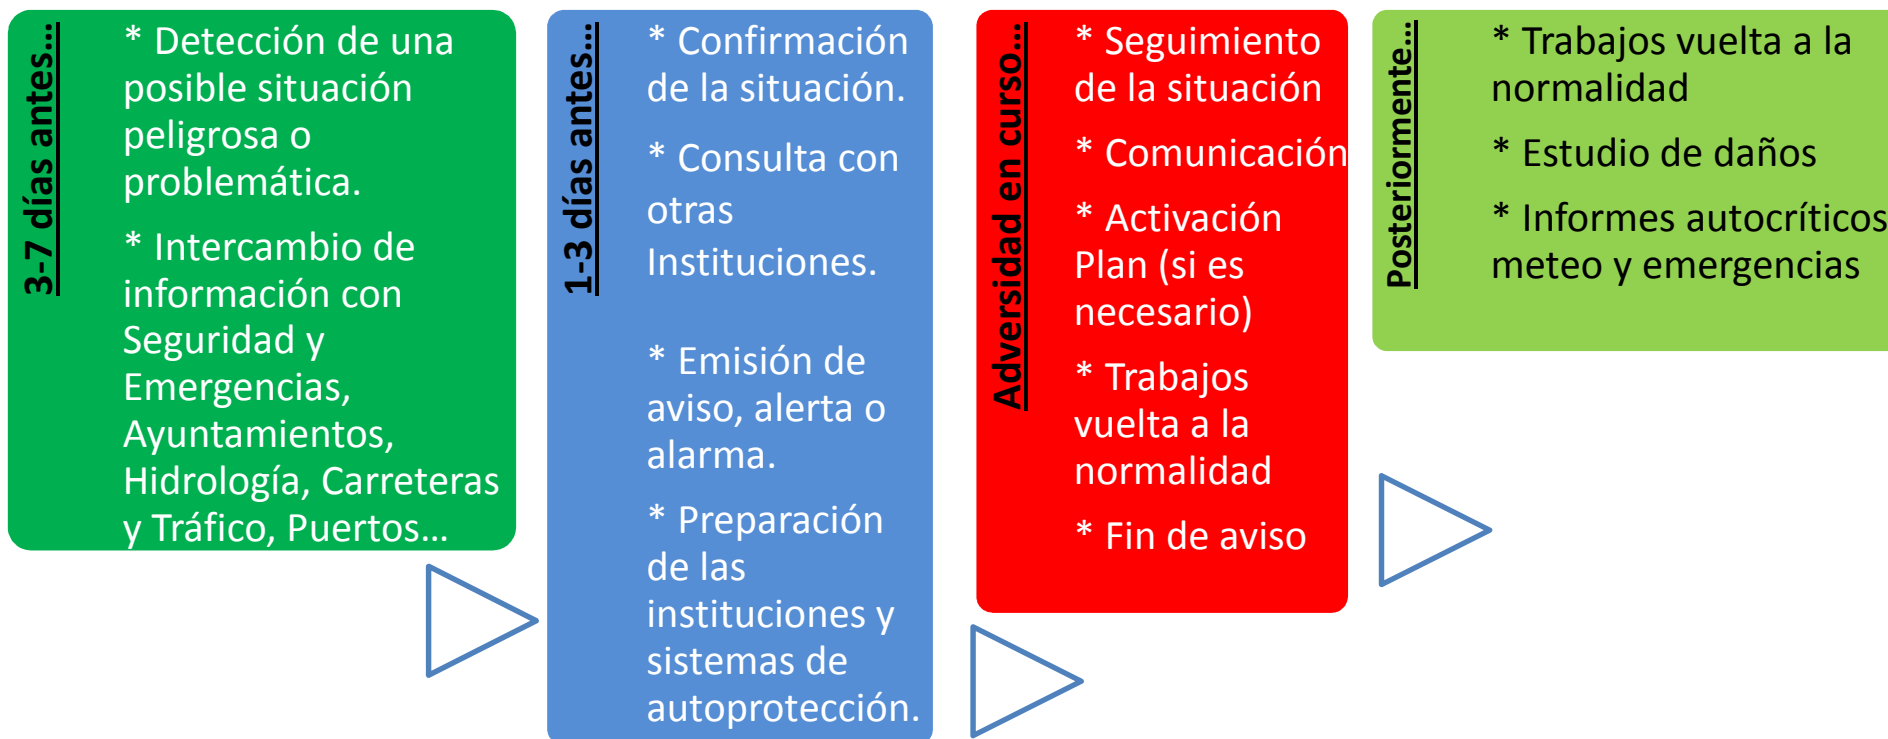 3-7 días antes…
* Detección de una
posible situación
peligrosa o
problemática.
* Intercambio de
información con
Seguridad y
Emergencias,
Ayuntamientos,
Hidrología, Carreteras
y Tráfico, Puertos…
1-3 días antes…
* Confirmación
de la situación.
* Consulta con
otras
Instituciones.
* Emisión de
aviso, alerta o
alarma.
* Preparación
de las
instituciones y
sistemas de
autoprotección.
Adversidad en curso…
* Seguimiento
de la situación
* Comunicación
* Activación
Plan (si es
necesario)
* Trabajos
vuelta a la
normalidad
* Fin de aviso
Posteriormente…
* Trabajos vuelta a la
normalidad
* Estudio de daños
* Informes autocríticos
meteo y emergencias